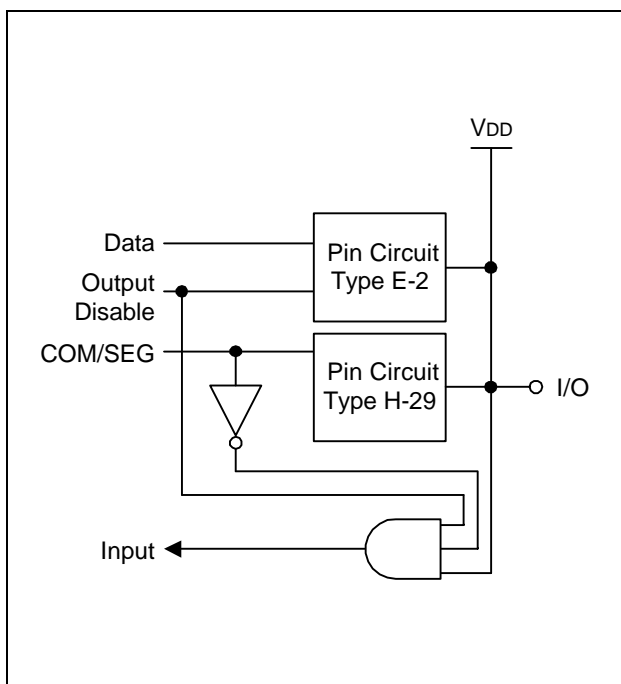 VDD
Data
Pin Circuit
Type E-2
Output
Disable
COM/SEG
Pin Circuit
Type H-29
I/O
Input